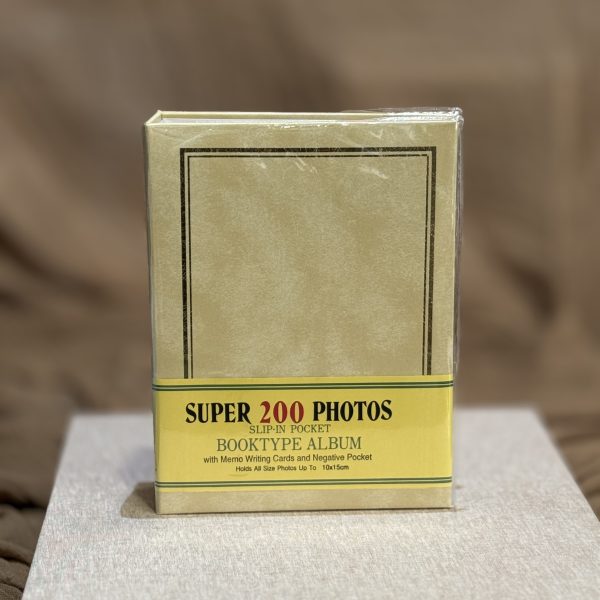 SUPER 200 PHOTOS
SLIP-IN POCKET
BOOKTYPE ALBUM
with Memo Writing Cards and Negative Pocket
Holds All Size Photos Up To 10x15cm